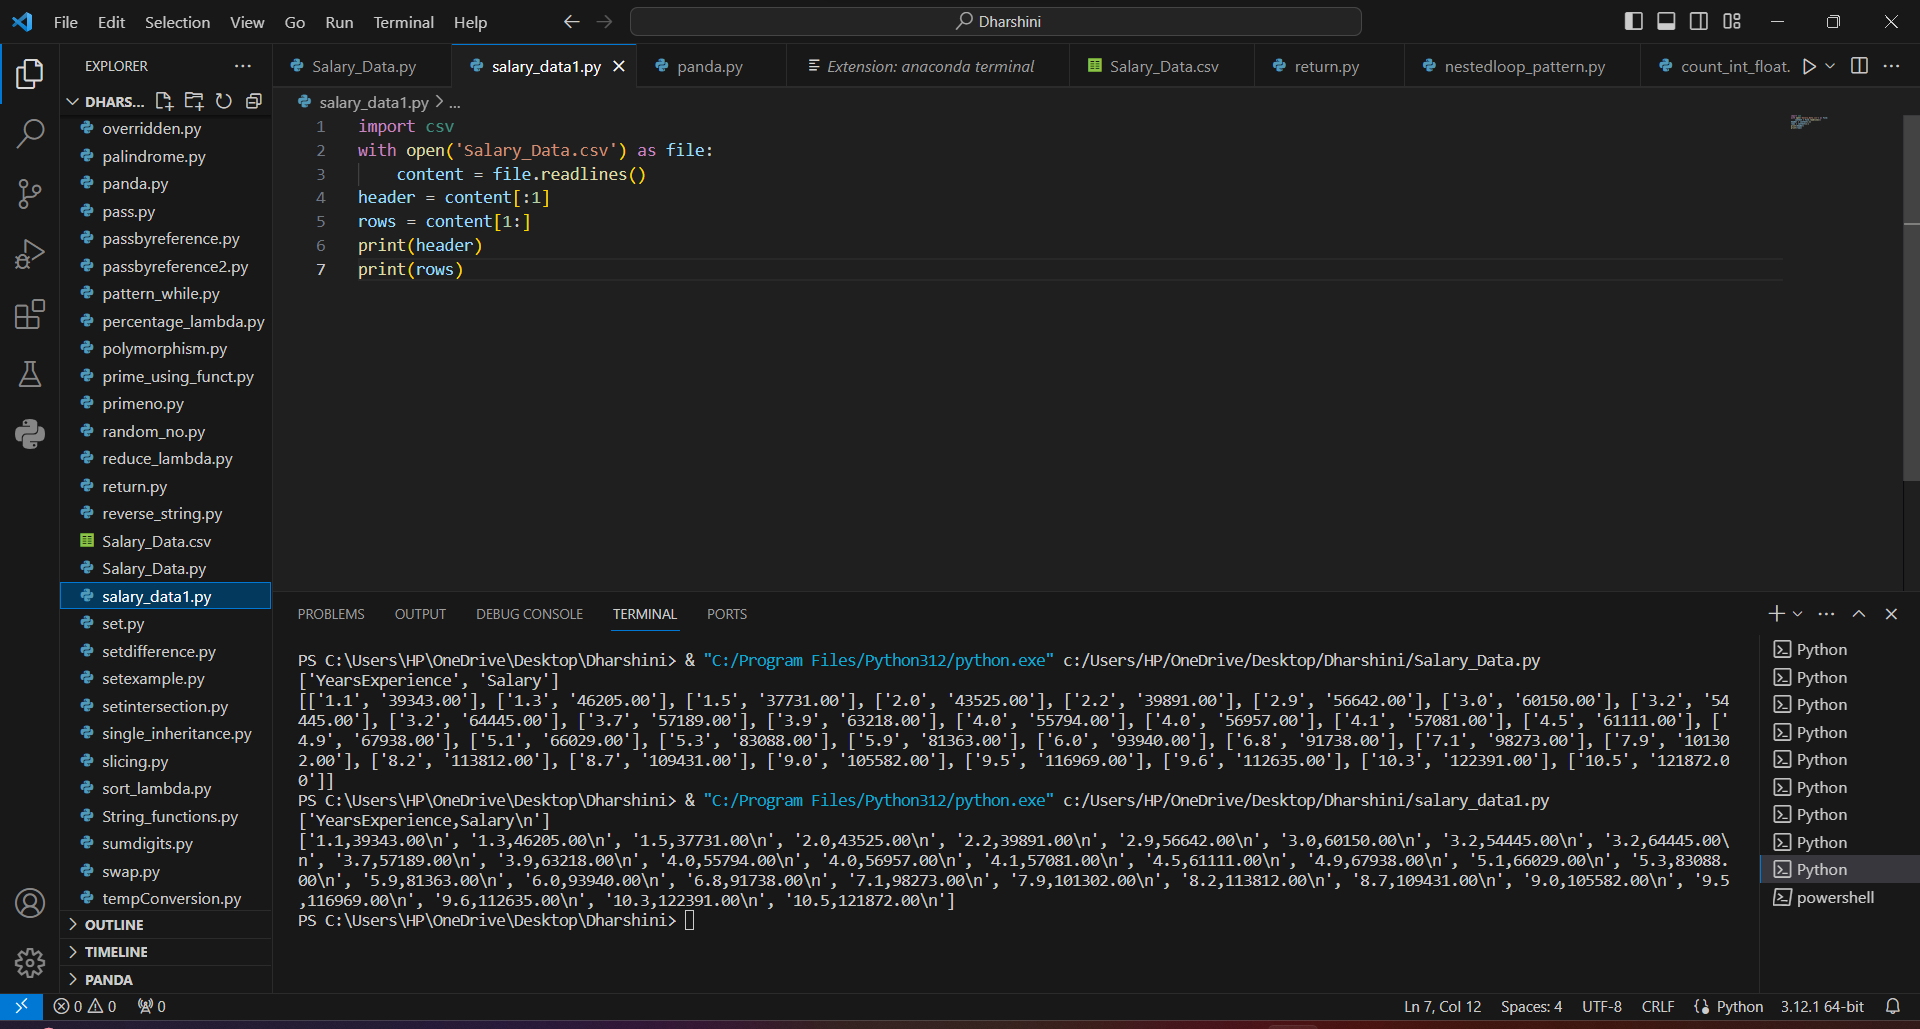 File Edit Selection View Go Run Terminal Help
Dharshini
EXPLORER
DHARS...
overridden.py
palindrome.py
panda.py
pass.py
passbyreference.py
passbyreference2.py
pattern_while.py
percentage_lambda.py
polymorphism.py
prime_using_funct.py
primeno.py
random_no.py
reduce_lambda.py
return.py
reverse_string.py
Salary_Data.csv
Salary_Data.py
salary_data1.py
set.py
setdifference.py
setexample.py
setintersection.py
single_inheritance.py
slicing.py
sort_lambda.py
String_functions.py
sumdigits.py
swap.py
tempConversion.py
OUTLINE
TIMELINE
PANDA
Salary_Data.py salary_data1.py panda.py Extension: anaconda terminal Salary_Data.csv return.py nestedloop_pattern.py count_int_float.
salary_data1.py > ...
1 import csv
2 with open('Salary_Data.csv') as file:
3 content = file.readlines()
4 header = content[:1]
5 rows = content[1:]
6 print(header)
7 print(rows)
PROBLEMS OUTPUT DEBUG CONSOLE TERMINAL PORTS
PS C:\Users\HP\OneDrive\Desktop\Dharshini> & "C:/Program Files/Python312/python.exe" c:/Users/HP/OneDrive/Desktop/Dharshini/Salary_Data.py
['YearsExperience', 'Salary']
[['1.1', '39343.00'], ['1.3', '46205.00'], ['1.5', '37731.00'], ['2.0', '43525.00'], ['2.2', '39891.00'], ['2.9', '56642.00'], ['3.0', '60150.00'], ['3.2', '54
445.00'], ['3.2', '64445.00'], ['3.7', '57189.00'], ['3.9', '63218.00'], ['4.0', '55794.00'], ['4.0', '56957.00'], ['4.1', '57081.00'], ['4.5', '61111.00'], ['
4.9', '67938.00'], ['5.1', '66029.00'], ['5.3', '83088.00'], ['5.9', '81363.00'], ['6.0', '93940.00'], ['6.8', '91738.00'], ['7.1', '98273.00'], ['7.9', '10130
2.00'], ['8.2', '113812.00'], ['8.7', '109431.00'], ['9.0', '105582.00'], ['9.5', '116969.00'], ['9.6', '112635.00'], ['10.3', '122391.00'], ['10.5', '121872.0
0']]
PS C:\Users\HP\OneDrive\Desktop\Dharshini> & "C:/Program Files/Python312/python.exe" c:/Users/HP/OneDrive/Desktop/Dharshini/salary_data1.py
['YearsExperience,Salary\n']
['1.1,39343.00\n', '1.3,46205.00\n', '1.5,37731.00\n', '2.0,43525.00\n', '2.2,39891.00\n', '2.9,56642.00\n', '3.0,60150.00\n', '3.2,54445.00\n', '3.2,64445.00\
n', '3.7,57189.00\n', '3.9,63218.00\n', '4.0,55794.00\n', '4.0,56957.00\n', '4.1,57081.00\n', '4.5,61111.00\n', '4.9,67938.00\n', '5.1,66029.00\n', '5.3,83088.
00\n', '5.9,81363.00\n', '6.0,93940.00\n', '6.8,91738.00\n', '7.1,98273.00\n', '7.9,101302.00\n', '8.2,113812.00\n', '8.7,109431.00\n', '9.0,105582.00\n', '9.5
,116969.00\n', '9.6,112635.00\n', '10.3,122391.00\n', '10.5,121872.00\n']
PS C:\Users\HP\OneDrive\Desktop\Dharshini>
Python
Python
Python
Python
Python
Python
Python
Python
Python
powershell
0 0 0
Ln 7, Col 12 Spaces: 4 UTF-8 CRLF Python 3.12.1 64-bit